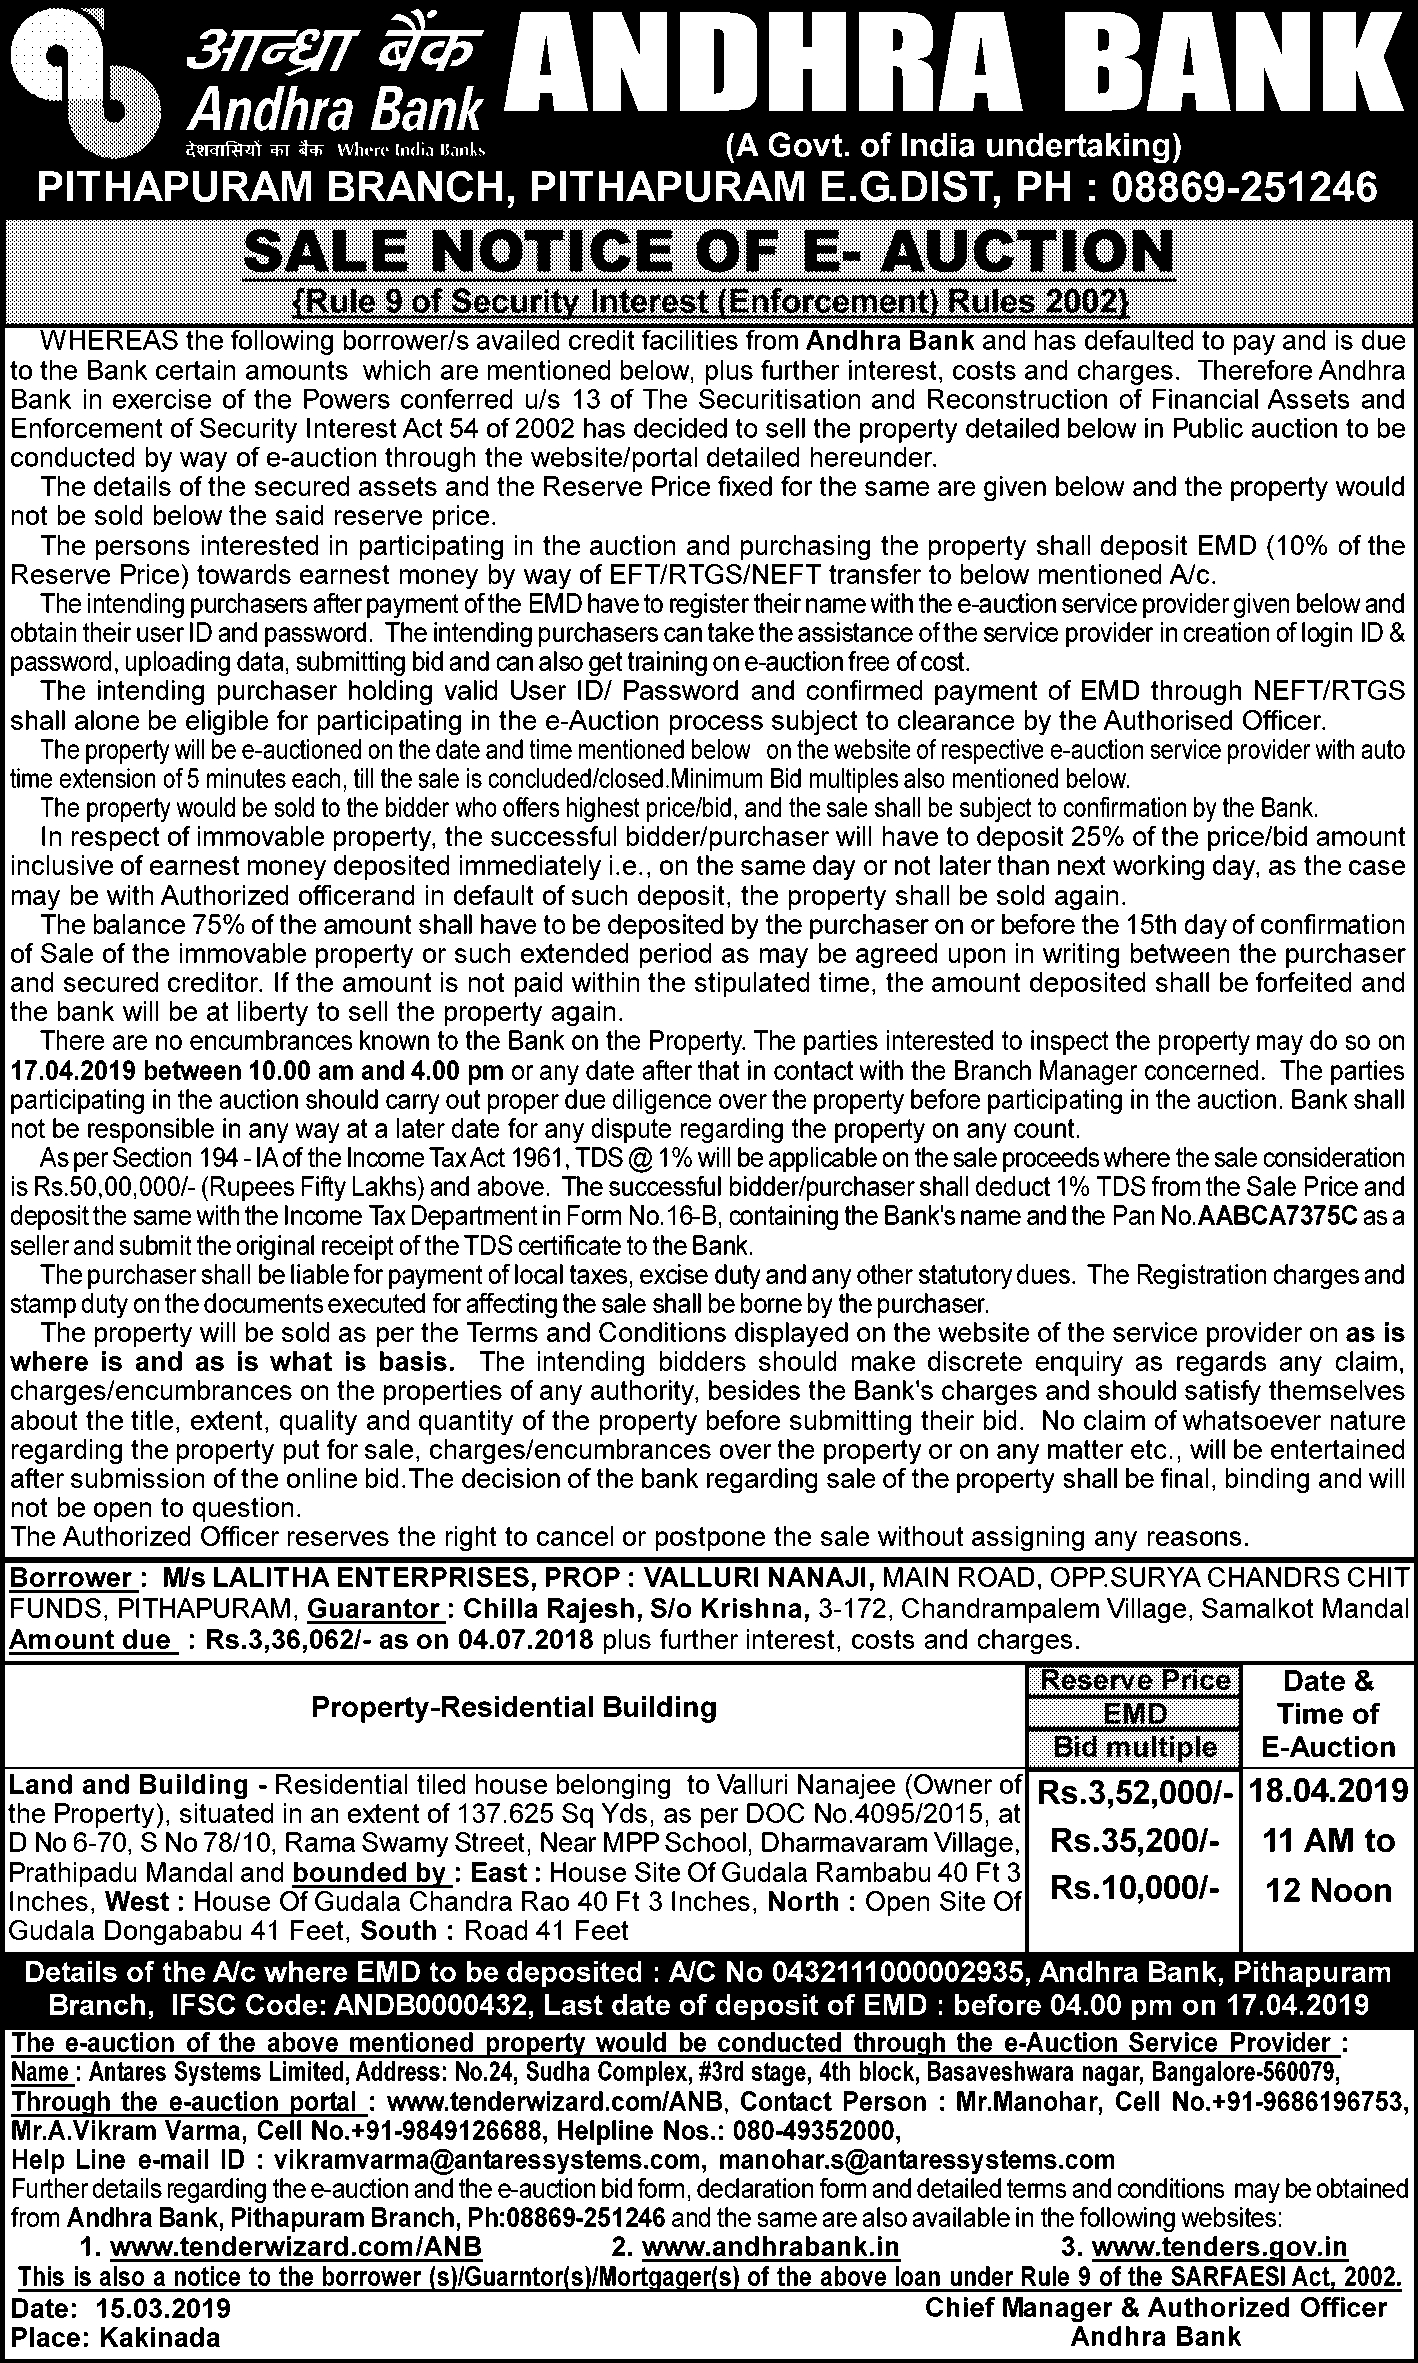 आन्ध्रा बैंक
Andhra Bank
देशवासियों का बैंक Where India Banks
ANDHRA BANK
(A Govt. of India undertaking)
PITHAPURAM BRANCH, PITHAPURAM E.G.DIST, PH : 08869-251246
SALE NOTICE OF E- AUCTION
{Rule 9 of Security Interest (Enforcement) Rules 2002}
WHEREAS the following borrower/s availed credit facilities from Andhra Bank and has defaulted to pay and is due
to the Bank certain amounts which are mentioned below, plus further interest, costs and charges. Therefore Andhra
Bank in exercise of the Powers conferred u/s 13 of The Securitisation and Reconstruction of Financial Assets and
Enforcement of Security Interest Act 54 of 2002 has decided to sell the property detailed below in Public auction to be
conducted by way of e-auction through the website/portal detailed hereunder.
The details of the secured assets and the Reserve Price fixed for the same are given below and the property would
not be sold below the said reserve price.
The persons interested in participating in the auction and purchasing the property shall deposit EMD (10% of the
Reserve Price) towards earnest money by way of EFT/RTGS/NEFT transfer to below mentioned A/c.
The intending purchasers after payment of the EMD have to register their name with the e-auction service provider given below and
obtain their user ID and password. The intending purchasers can take the assistance of the service provider in creation of login ID &
password, uploading data, submitting bid and can also get training on e-auction free of cost.
The intending purchaser holding valid User ID/ Password and confirmed payment of EMD through NEFT/RTGS
shall alone be eligible for participating in the e-Auction process subject to clearance by the Authorised Officer.
The property will be e-auctioned on the date and time mentioned below on the website of respective e-auction service provider with auto
time extension of 5 minutes each, till the sale is concluded/closed.Minimum Bid multiples also mentioned below.
The property would be sold to the bidder who offers highest price/bid, and the sale shall be subject to confirmation by the Bank.
In respect of immovable property, the successful bidder/purchaser will have to deposit 25% of the price/bid amount
inclusive of earnest money deposited immediately i.e., on the same day or not later than next working day, as the case
may be with Authorized officerand in default of such deposit, the property shall be sold again.
The balance 75% of the amount shall have to be deposited by the purchaser on or before the 15th day of confirmation
of Sale of the immovable property or such extended period as may be agreed upon in writing between the purchaser
and secured creditor. If the amount is not paid within the stipulated time, the amount deposited shall be forfeited and
the bank will be at liberty to sell the property again.
There are no encumbrances known to the Bank on the Property. The parties interested to inspect the property may do so on
17.04.2019 between 10.00 am and 4.00 pm or any date after that in contact with the Branch Manager concerned. The parties
participating in the auction should carry out proper due diligence over the property before participating in the auction. Bank shall
not be responsible in any way at a later date for any dispute regarding the property on any count.
As per Section 194 - IA of the Income Tax Act 1961, TDS @ 1% will be applicable on the sale proceeds where the sale consideration
is Rs.50,00,000/- (Rupees Fifty Lakhs) and above. The successful bidder/purchaser shall deduct 1% TDS from the Sale Price and
deposit the same with the Income Tax Department in Form No.16-B, containing the Bank's name and the Pan No.AABCA7375C as a
seller and submit the original receipt of the TDS certificate to the Bank.
The purchaser shall be liable for payment of local taxes, excise duty and any other statutory dues. The Registration charges and
stamp duty on the documents executed for affecting the sale shall be borne by the purchaser.
The property will be sold as per the Terms and Conditions displayed on the website of the service provider on as is
where is and as is what is basis. The intending bidders should make discrete enquiry as regards any claim,
charges/encumbrances on the properties of any authority, besides the Bank's charges and should satisfy themselves
about the title, extent, quality and quantity of the property before submitting their bid. No claim of whatsoever nature
regarding the property put for sale, charges/encumbrances over the property or on any matter etc., will be entertained
after submission of the online bid.The decision of the bank regarding sale of the property shall be final, binding and will
not be open to question.
The Authorized Officer reserves the right to cancel or postpone the sale without assigning any reasons.
Borrower : M/s LALITHA ENTERPRISES, PROP : VALLURI NANAJI, MAIN ROAD, OPP.SURYA CHANDRS CHIT
FUNDS, PITHAPURAM, Guarantor : Chilla Rajesh, S/o Krishna, 3-172, Chandrampalem Village, Samalkot Mandal
Amount due : Rs.3,36,062/- as on 04.07.2018 plus further interest, costs and charges.
Property-Residential Building
Reserve Price
EMD
Bid multiple
Date &
Time of
E-Auction
Land and Building - Residential tiled house belonging to Valluri Nanajee (Owner of
the Property), situated in an extent of 137.625 Sq Yds, as per DOC No.4095/2015, at
D No 6-70, S No 78/10, Rama Swamy Street, Near MPP School, Dharmavaram Village,
Prathipadu Mandal and bounded by : East : House Site Of Gudala Rambabu 40 Ft 3
Inches, West : House Of Gudala Chandra Rao 40 Ft 3 Inches, North : Open Site Of
Gudala Dongababu 41 Feet, South : Road 41 Feet
Rs.3,52,000/-
Rs.35,200/-
Rs.10,000/-
18.04.2019
11 AM to
12 Noon
Details of the A/c where EMD to be deposited : A/C No 0432111000002935, Andhra Bank, Pithapuram
Branch, IFSC Code: ANDB0000432, Last date of deposit of EMD : before 04.00 pm on 17.04.2019
The e-auction of the above mentioned property would be conducted through the e-Auction Service Provider :
Name : Antares Systems Limited, Address: No.24, Sudha Complex, #3rd stage, 4th block, Basaveshwara nagar, Bangalore-560079,
Through the e-auction portal : www.tenderwizard.com/ANB, Contact Person : Mr.Manohar, Cell No.+91-9686196753,
Mr.A.Vikram Varma, Cell No.+91-9849126688, Helpline Nos.: 080-49352000,
Help Line e-mail ID : vikramvarma@antaressystems.com, manohar.s@antaressystems.com
Further details regarding the e-auction and the e-auction bid form, declaration form and detailed terms and conditions may be obtained
from Andhra Bank, Pithapuram Branch, Ph:08869-251246 and the same are also available in the following websites:
1. www.tenderwizard.com/ANB 2. www.andhrabank.in 3. www.tenders.gov.in
This is also a notice to the borrower (s)/Guarntor(s)/Mortgager(s) of the above loan under Rule 9 of the SARFAESI Act, 2002.
Date: 15.03.2019
Place: Kakinada
Chief Manager & Authorized Officer
Andhra Bank